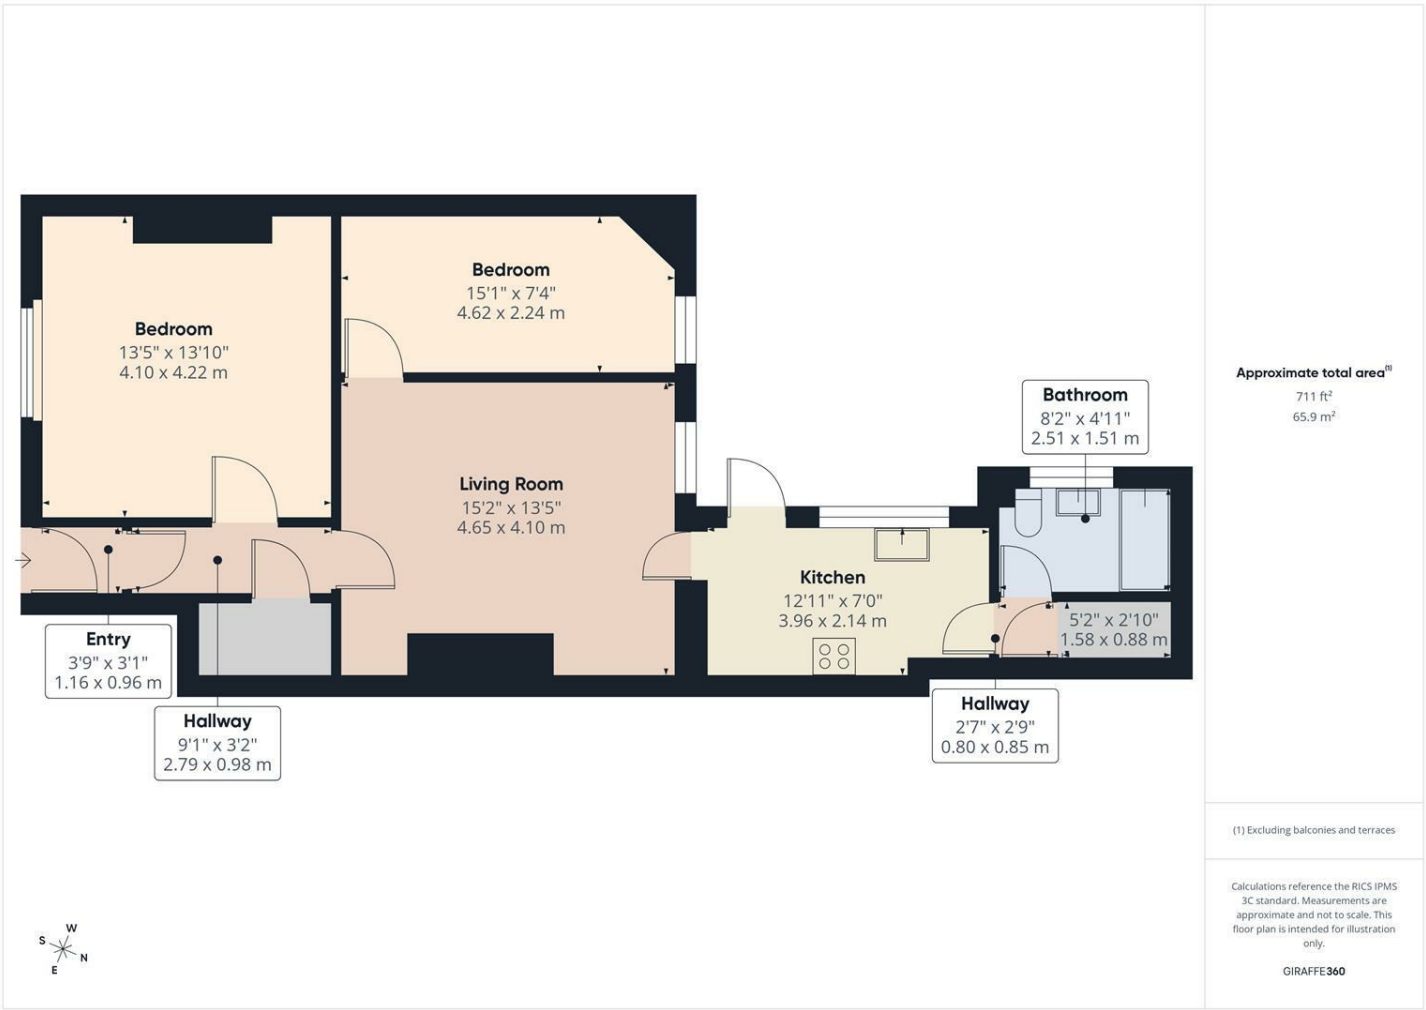 Bedroom
13'5" x 13'10"
4.10 x 4.22 m
Bedroom
15'1" x 7'4"
4.62 x 2.24 m
Living Room
15'2" x 13'5"
4.65 x 4.10 m
Kitchen
12'11" x 7'0"
3.96 x 2.14 m
Bathroom
8'2" x 4'11"
2.51 x 1.51 m
5'2" x 2'10"
1.58 x 0.88 m
Entry
3'9" x 3'1"
1.16 x 0.96 m
Hallway
9'1" x 3'2"
2.79 x 0.98 m
Hallway
2'7" x 2'9"
0.80 x 0.85 m
W
S
N
E
Approximate total area(1)
711 ft²
65.9 m²
(1) Excluding balconies and terraces
Calculations reference the RICS IPMS
3C standard. Measurements are
approximate and not to scale. This
floor plan is intended for illustration
only.
GIRAFFE360